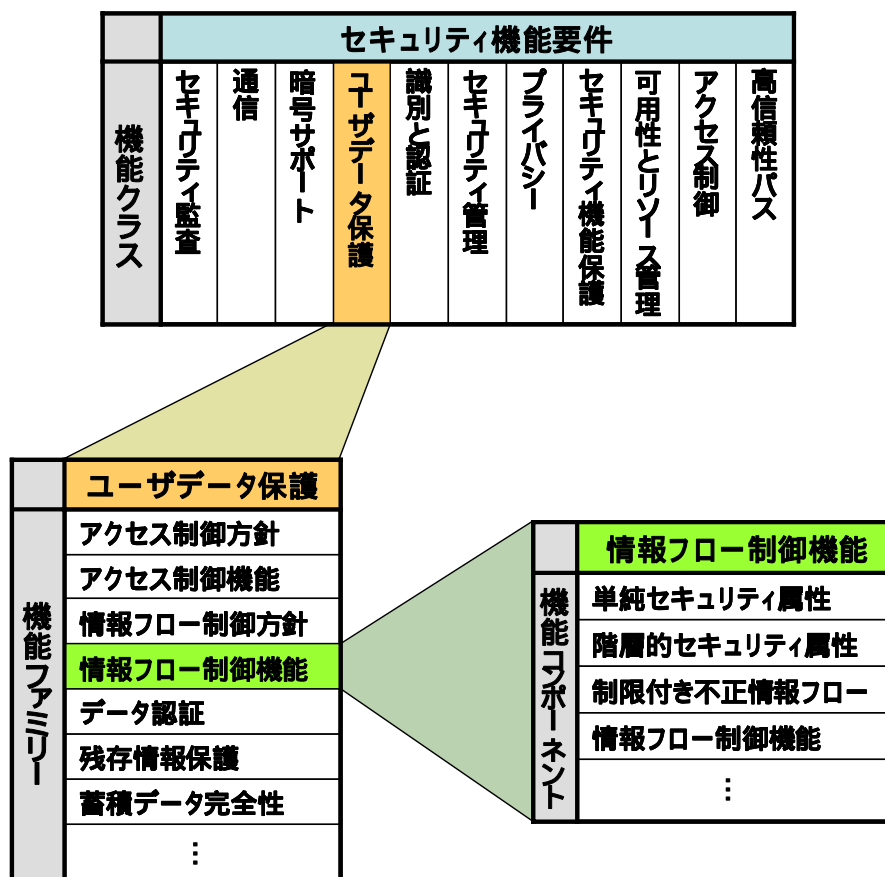 セキュリティ機能要件
機能クラス
セキュリティ監査
通信
暗号サポート
ユーザデータ保護
識別と認証
セキュリティ管理
プライバシー
セキュリティ機能保護
可用性とリソース管理
アクセス制御
高信頼性パス
ユーザデータ保護
機能ファミリー
アクセス制御方針
アクセス制御機能
情報フロー制御方針
情報フロー制御機能
データ認証
残存情報保護
蓄積データ完全性
…
情報フロー制御機能
機能コンポーネント
単純セキュリティ属性
階層的セキュリティ属性
制限付き不正情報フロー
情報フロー制御機能
…